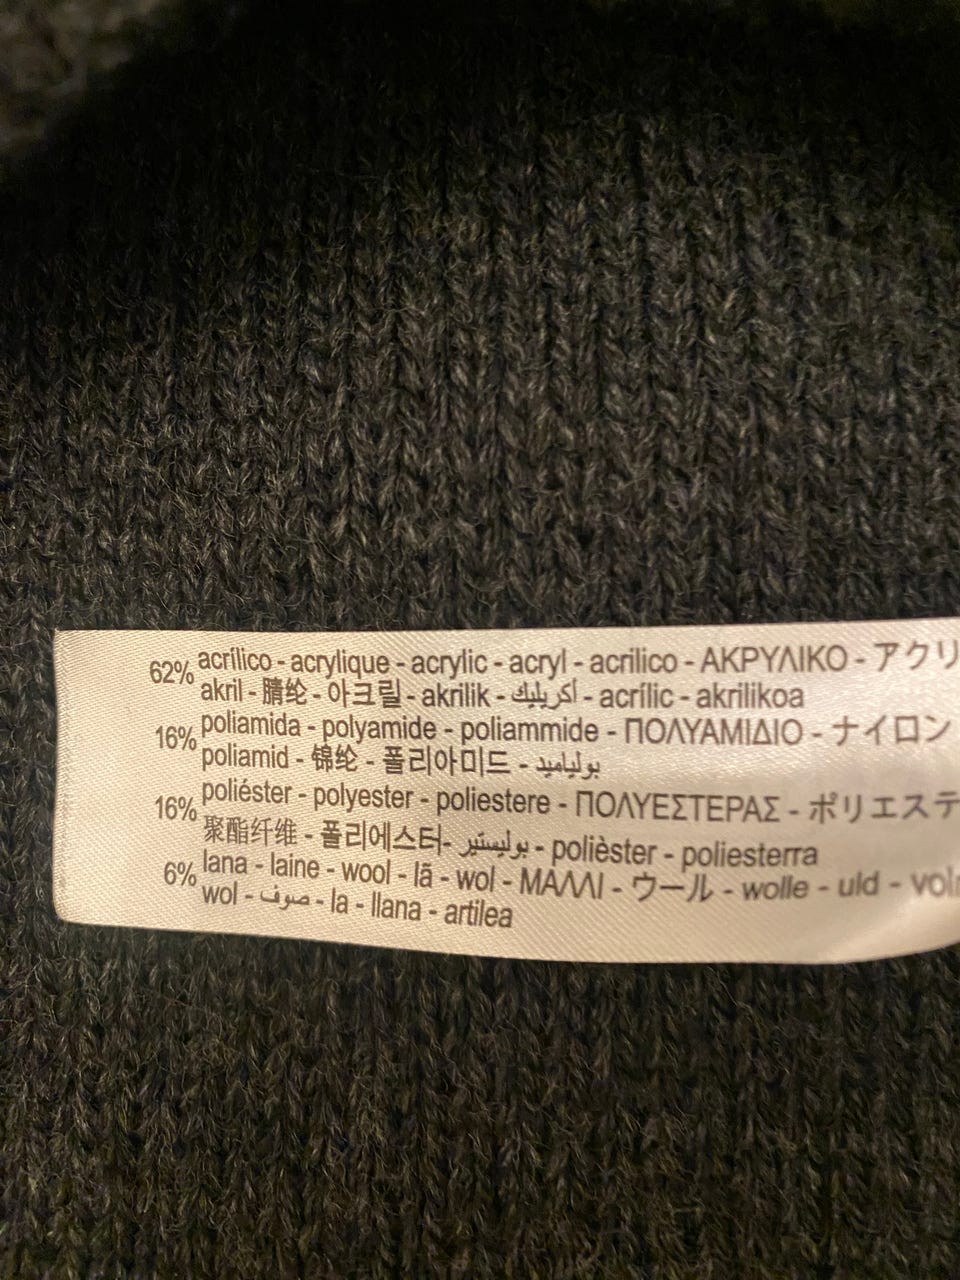 62% acrílico - acrylique - acrylic - acryl - acrilico - ΑΚΡΥΛΙΚΟ - アクリ
akril - 腈纶 - 아크릴 - akrilik - أكريليك - acrílic - akrilikoa
16% poliamida - polyamide - poliammide - ΠΟΛΥΑΜΙΔΙΟ - ナイロン
poliamid - 锦纶 - 폴리아미드 - بولياميد
16% poliéster - polyester - poliestere - ΠΟΛΥΕΣΤΕΡΑΣ - ポリエステ
聚酯纤维 - 폴리에스터- بوليستير - polièster - poliesterra
6% lana - laine - wool - lã - wol - ΜΑΛΛΙ - ウール - wolle - uld -
wol - صوف - la - llana - artilea